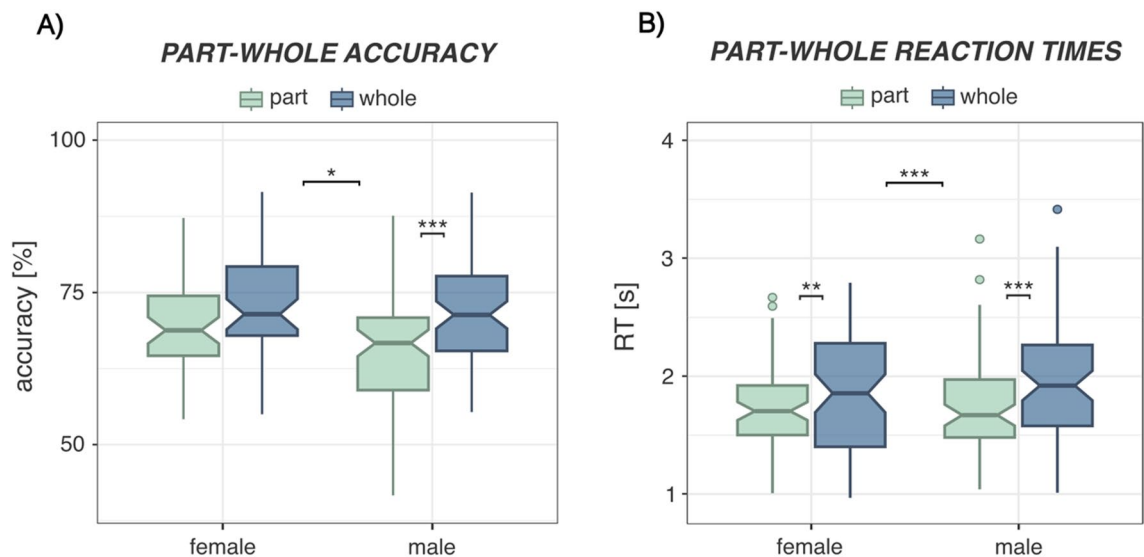 A)
PART-WHOLE ACCURACY
part whole
accuracy [%]
100
75
50
*
***
female male
B)
PART-WHOLE REACTION TIMES
part whole
RT [s]
4
3
2
1
***
** ***
female male